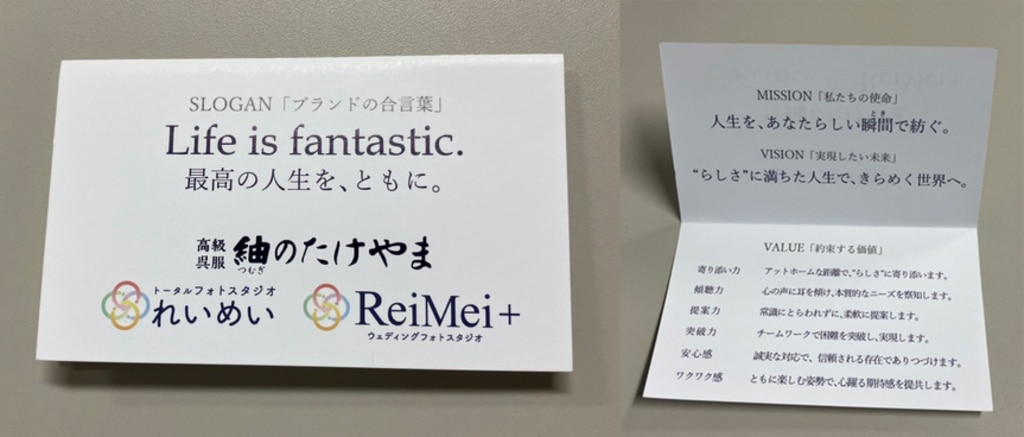 SLOGAN「ブランドの合言葉」
Life is fantastic.
最高の人生を、ともに。
高級
呉服
紬のたけやま
つむぎ
トータルフォトスタジオ
れいめい
ReiMei+
ウェディングフォトスタジオ
MISSION「私たちの使命」
とき
人生を、あなたらしい瞬間で紡ぐ。
VISION「実現したい未来」
“らしさ”に満ちた人生で、きらめく世界へ。
VALUE「約束する価値」
寄り添い力 アットホームな距離で、“らしさ”に寄り添います。
傾聴力 心の声に耳を傾け、本質的なニーズを察知します。
提案力 常識にとらわれずに、柔軟に提案します。
突破力 チームワークで困難を突破し、実現します。
安心感 誠実な対応で、信頼される存在でありつづけます。
ワクワク感 ともに楽しむ姿勢で、心躍る期待感を提供します。